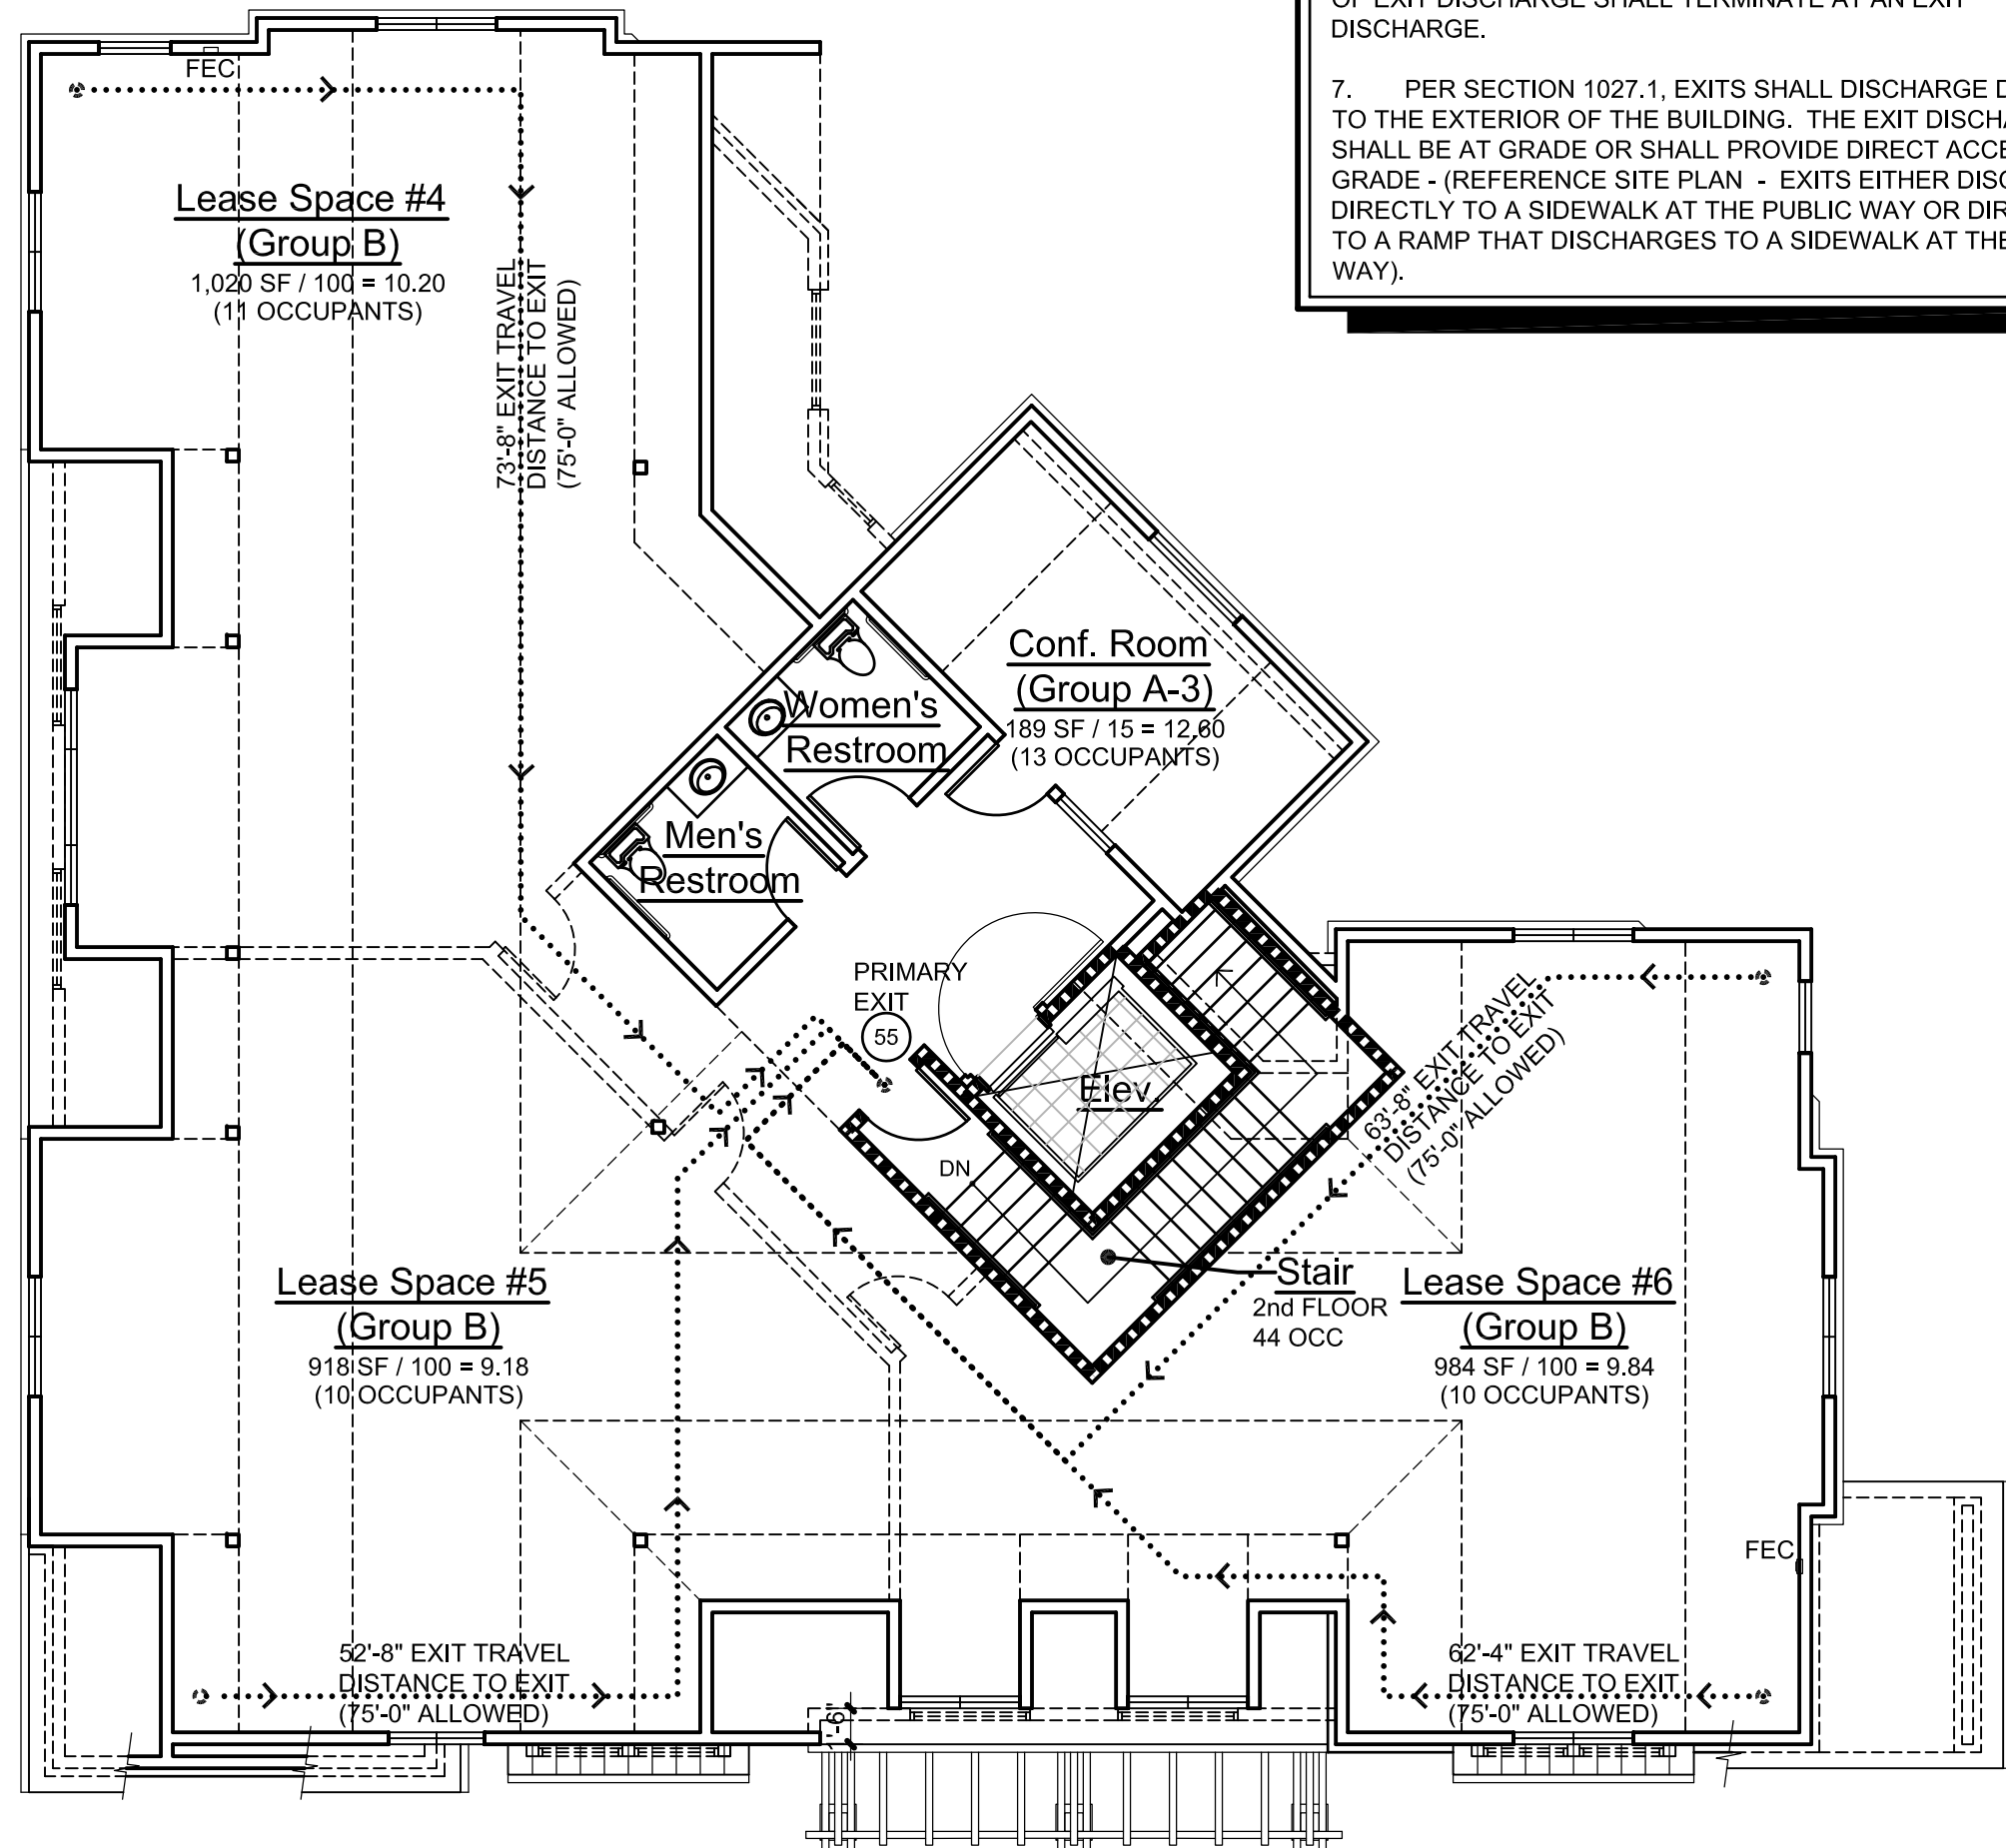 OF EXIT DISCHARGE SHALL TERMINATE AT AN EXIT
DISCHARGE.
7. PER SECTION 1027.1, EXITS SHALL DISCHARGE
TO THE EXTERIOR OF THE BUILDING. THE EXIT
SHALL BE AT GRADE OR SHALL PROVIDE DIRECT
GRADE - (REFERENCE SITE PLAN - EXITS EITHER
DIRECTLY TO A SIDEWALK AT THE PUBLIC WAY OR
TO A RAMP THAT DISCHARGES TO A SIDEWALK AT THE
WAY).
FEC
Lease Space #4
(Group B)
1,020 SF / 100 = 10.20
(11 OCCUPANTS)
73'-8" EXIT TRAVEL
DISTANCE TO EXIT
(75'-0" ALLOWED)
Conf. Room
(Group A-3)
189 SF / 15 = 12.60
(13 OCCUPANTS)
Women's
Restroom
Men's
Restroom
PRIMARY
EXIT
55
Elev.
DN
63'-8" EXIT TRAVEL
DISTANCE TO EXIT
(75'-0" ALLOWED)
Stair
2nd FLOOR
44 OCC
Lease Space #5
(Group B)
918 SF / 100 = 9.18
(10 OCCUPANTS)
Lease Space #6
(Group B)
984 SF / 100 = 9.84
(10 OCCUPANTS)
FEC
52'-8" EXIT TRAVEL
DISTANCE TO EXIT
(75'-0" ALLOWED)
62'-4" EXIT TRAVEL
DISTANCE TO EXIT
(75'-0" ALLOWED)